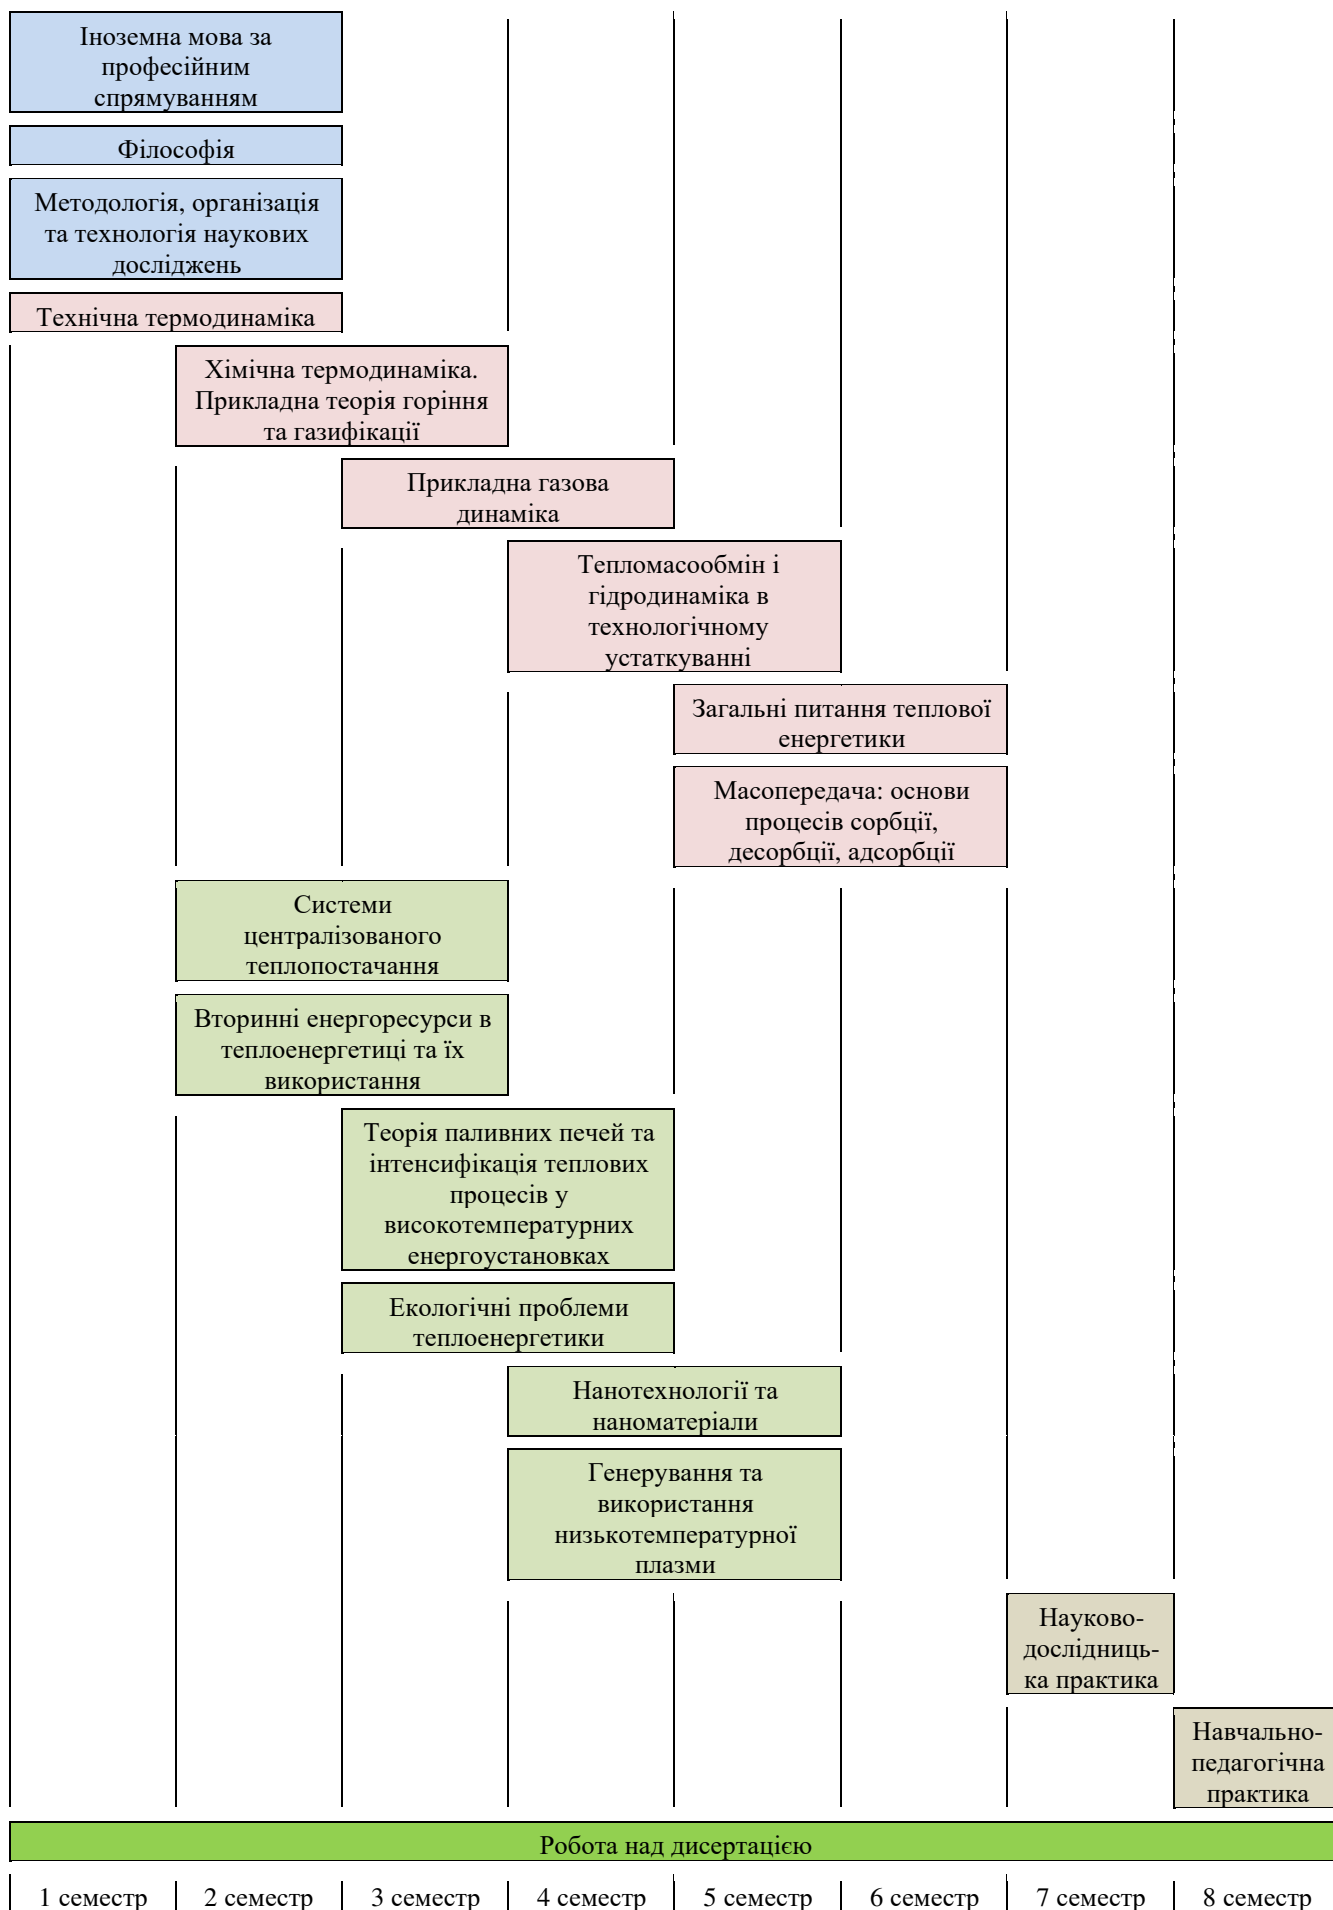 Іноземна мова за
професійним
спрямуванням
Філософія
Методологія, організація
та технологія наукових
досліджень
Технічна термодинаміка
Хімічна термодинаміка.
Прикладна теорія горіння
та газифікації
Прикладна газова
динаміка
Тепломасообмін і
гідродинаміка в
технологічному
устаткуванні
Загальні питання теплової
енергетики
Масопередача: основи
процесів сорбції,
десорбції, адсорбції
Системи
централізованого
теплопостачання
Вторинні енергоресурси в
теплоенергетиці та їх
використання
Теорія паливних печей та
інтенсифікація теплових
процесів у
високотемпературних
енергоустановках
Екологічні проблеми
теплоенергетики
Нанотехнології та
наноматеріали
Генерування та
використання
низькотемпературної
плазми
Науково-
дослідниць-
ка практика
Навчально-
педагогічна
практика
Робота над дисертацією
1 семестр 2 семестр 3 семестр 4 семестр 5 семестр 6 семестр 7 семестр 8 семестр